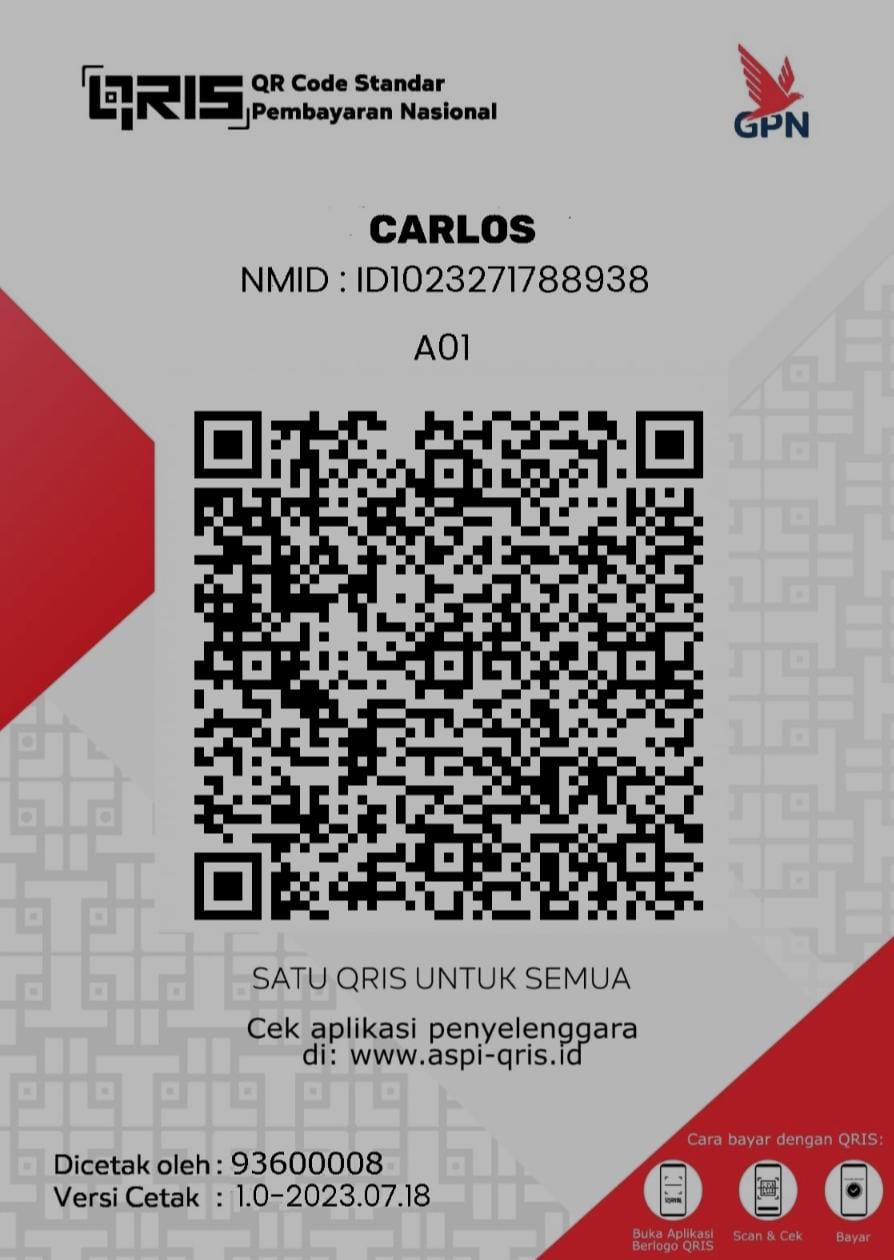 QRIS QR Code Standar
Pembayaran Nasional
GPN
CARLOS
NMID : ID1023271788938
A01
SATU QRIS UNTUK SEMUA
Cek aplikasi penyelenggara
di: www.aspi-qris.id
Dicetak oleh : 93600008
Versi Cetak : 1.0-2023.07.18
Cara bayar dengan QRIS:
Buka Aplikasi
Berlogo QRIS
Scan & Cek
Bayar